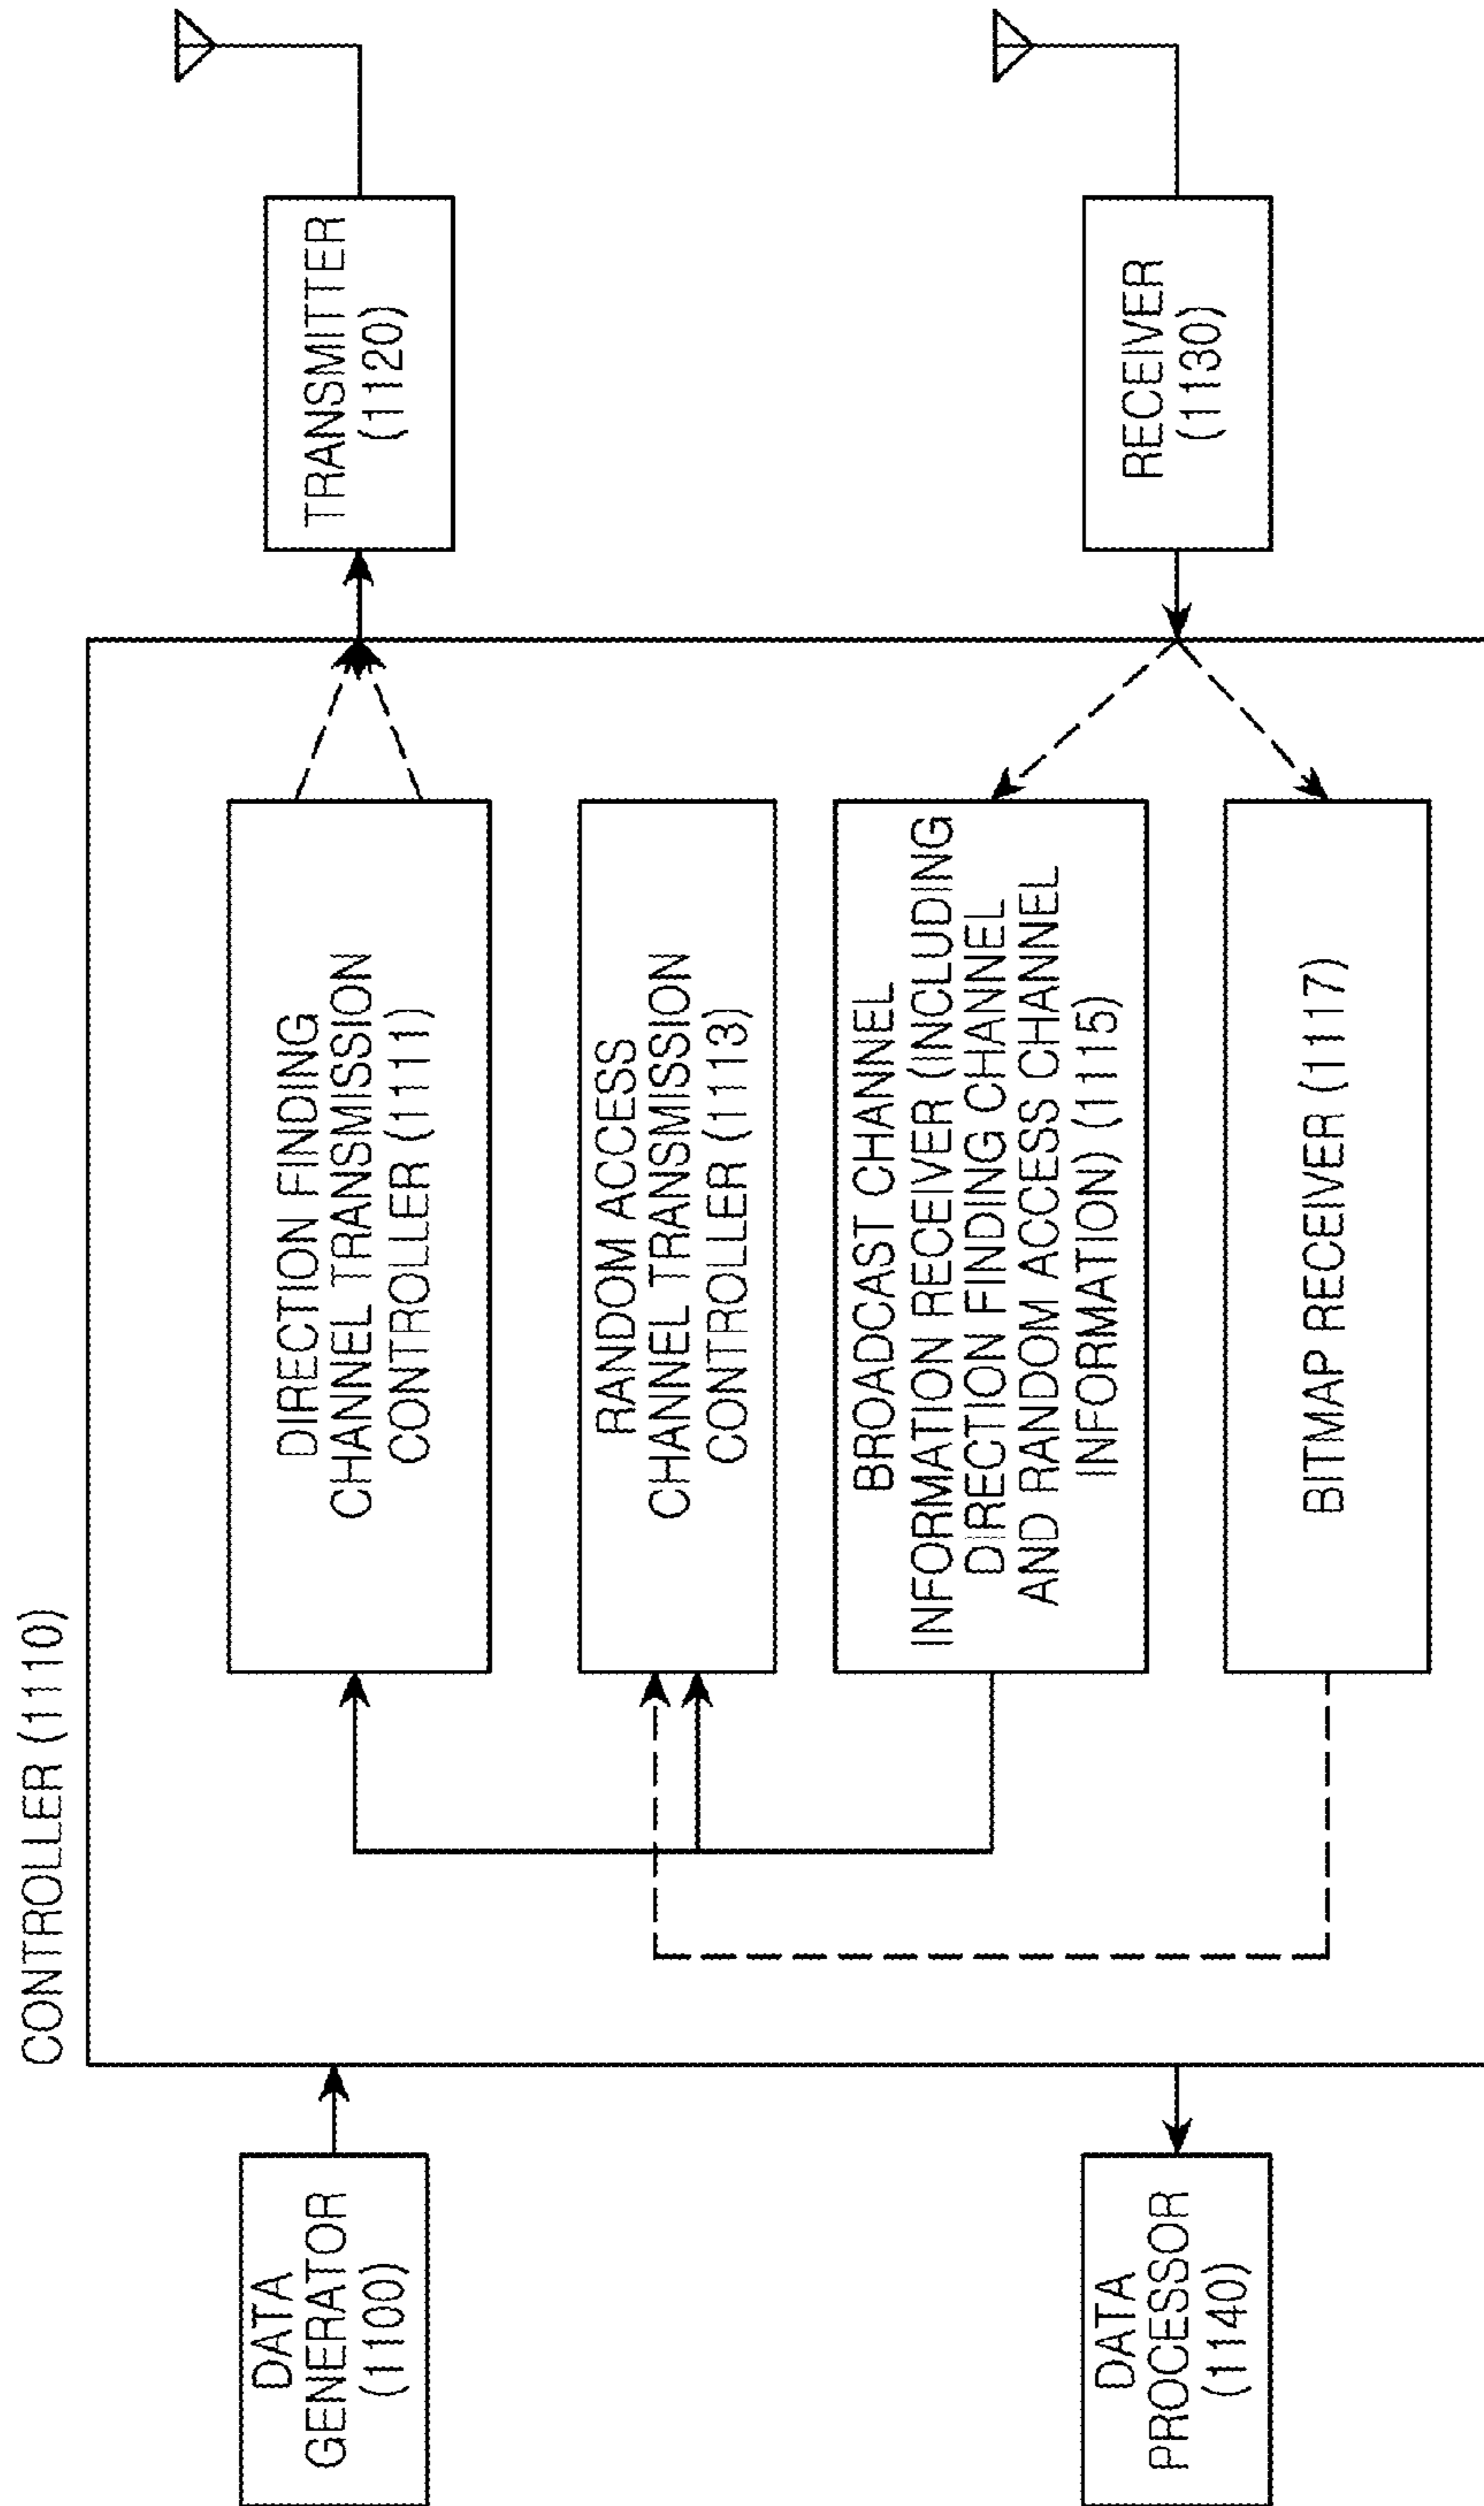 CONTROLLER (1110)
DATA
GENERATOR
(1100)
DIRECTION FINDING
CHANNEL TRANSMISSION
CONTROLLER (1111)
TRANSMITTER
(1120)
RANDOM ACCESS
CHANNEL TRANSMISSION
CONTROLLER (1113)
BROADCAST CHANNEL
INFORMATION RECEIVER (INCLUDING
DIRECTION FINDING CHANNEL
AND RANDOM ACCESS CHANNEL
INFORMATION) (1115)
BITMAP RECEIVER (1117)
DATA
PROCESSOR
(1140)
RECEIVER
(1130)